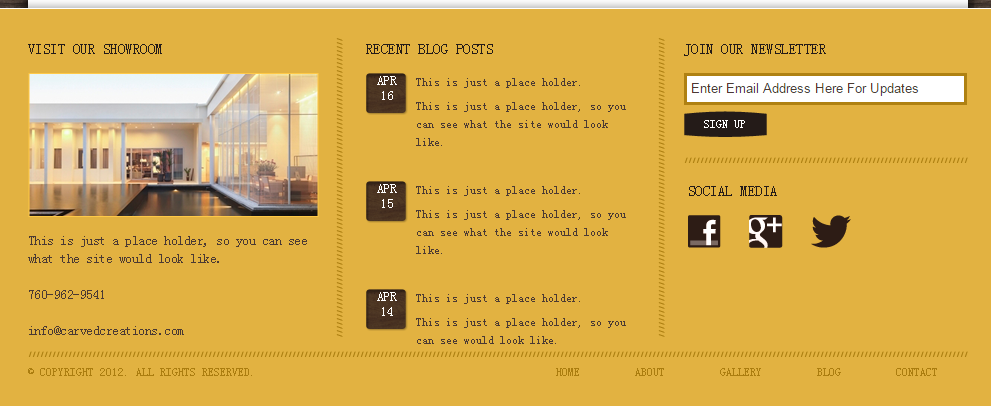 VISIT OUR SHOWROOM
This is just a place holder, so you can see
what the site would look like.
760-962-9541
info@carvedcreations.com
RECENT BLOG POSTS
APR
16
This is just a place holder.
This is just a place holder, so you
can see what the site would look
like.
APR
15
This is just a place holder.
This is just a place holder, so you
can see what the site would look
like.
APR
14
This is just a place holder.
This is just a place holder, so you
can see would look like.
JOIN OUR NEWSLETTER
Enter Email Address Here For Updates
SIGN UP
SOCIAL MEDIA
f
g+
© COPYRIGHT 2012. ALL RIGHTS RESERVED.
HOME ABOUT GALLERY BLOG CONTACT